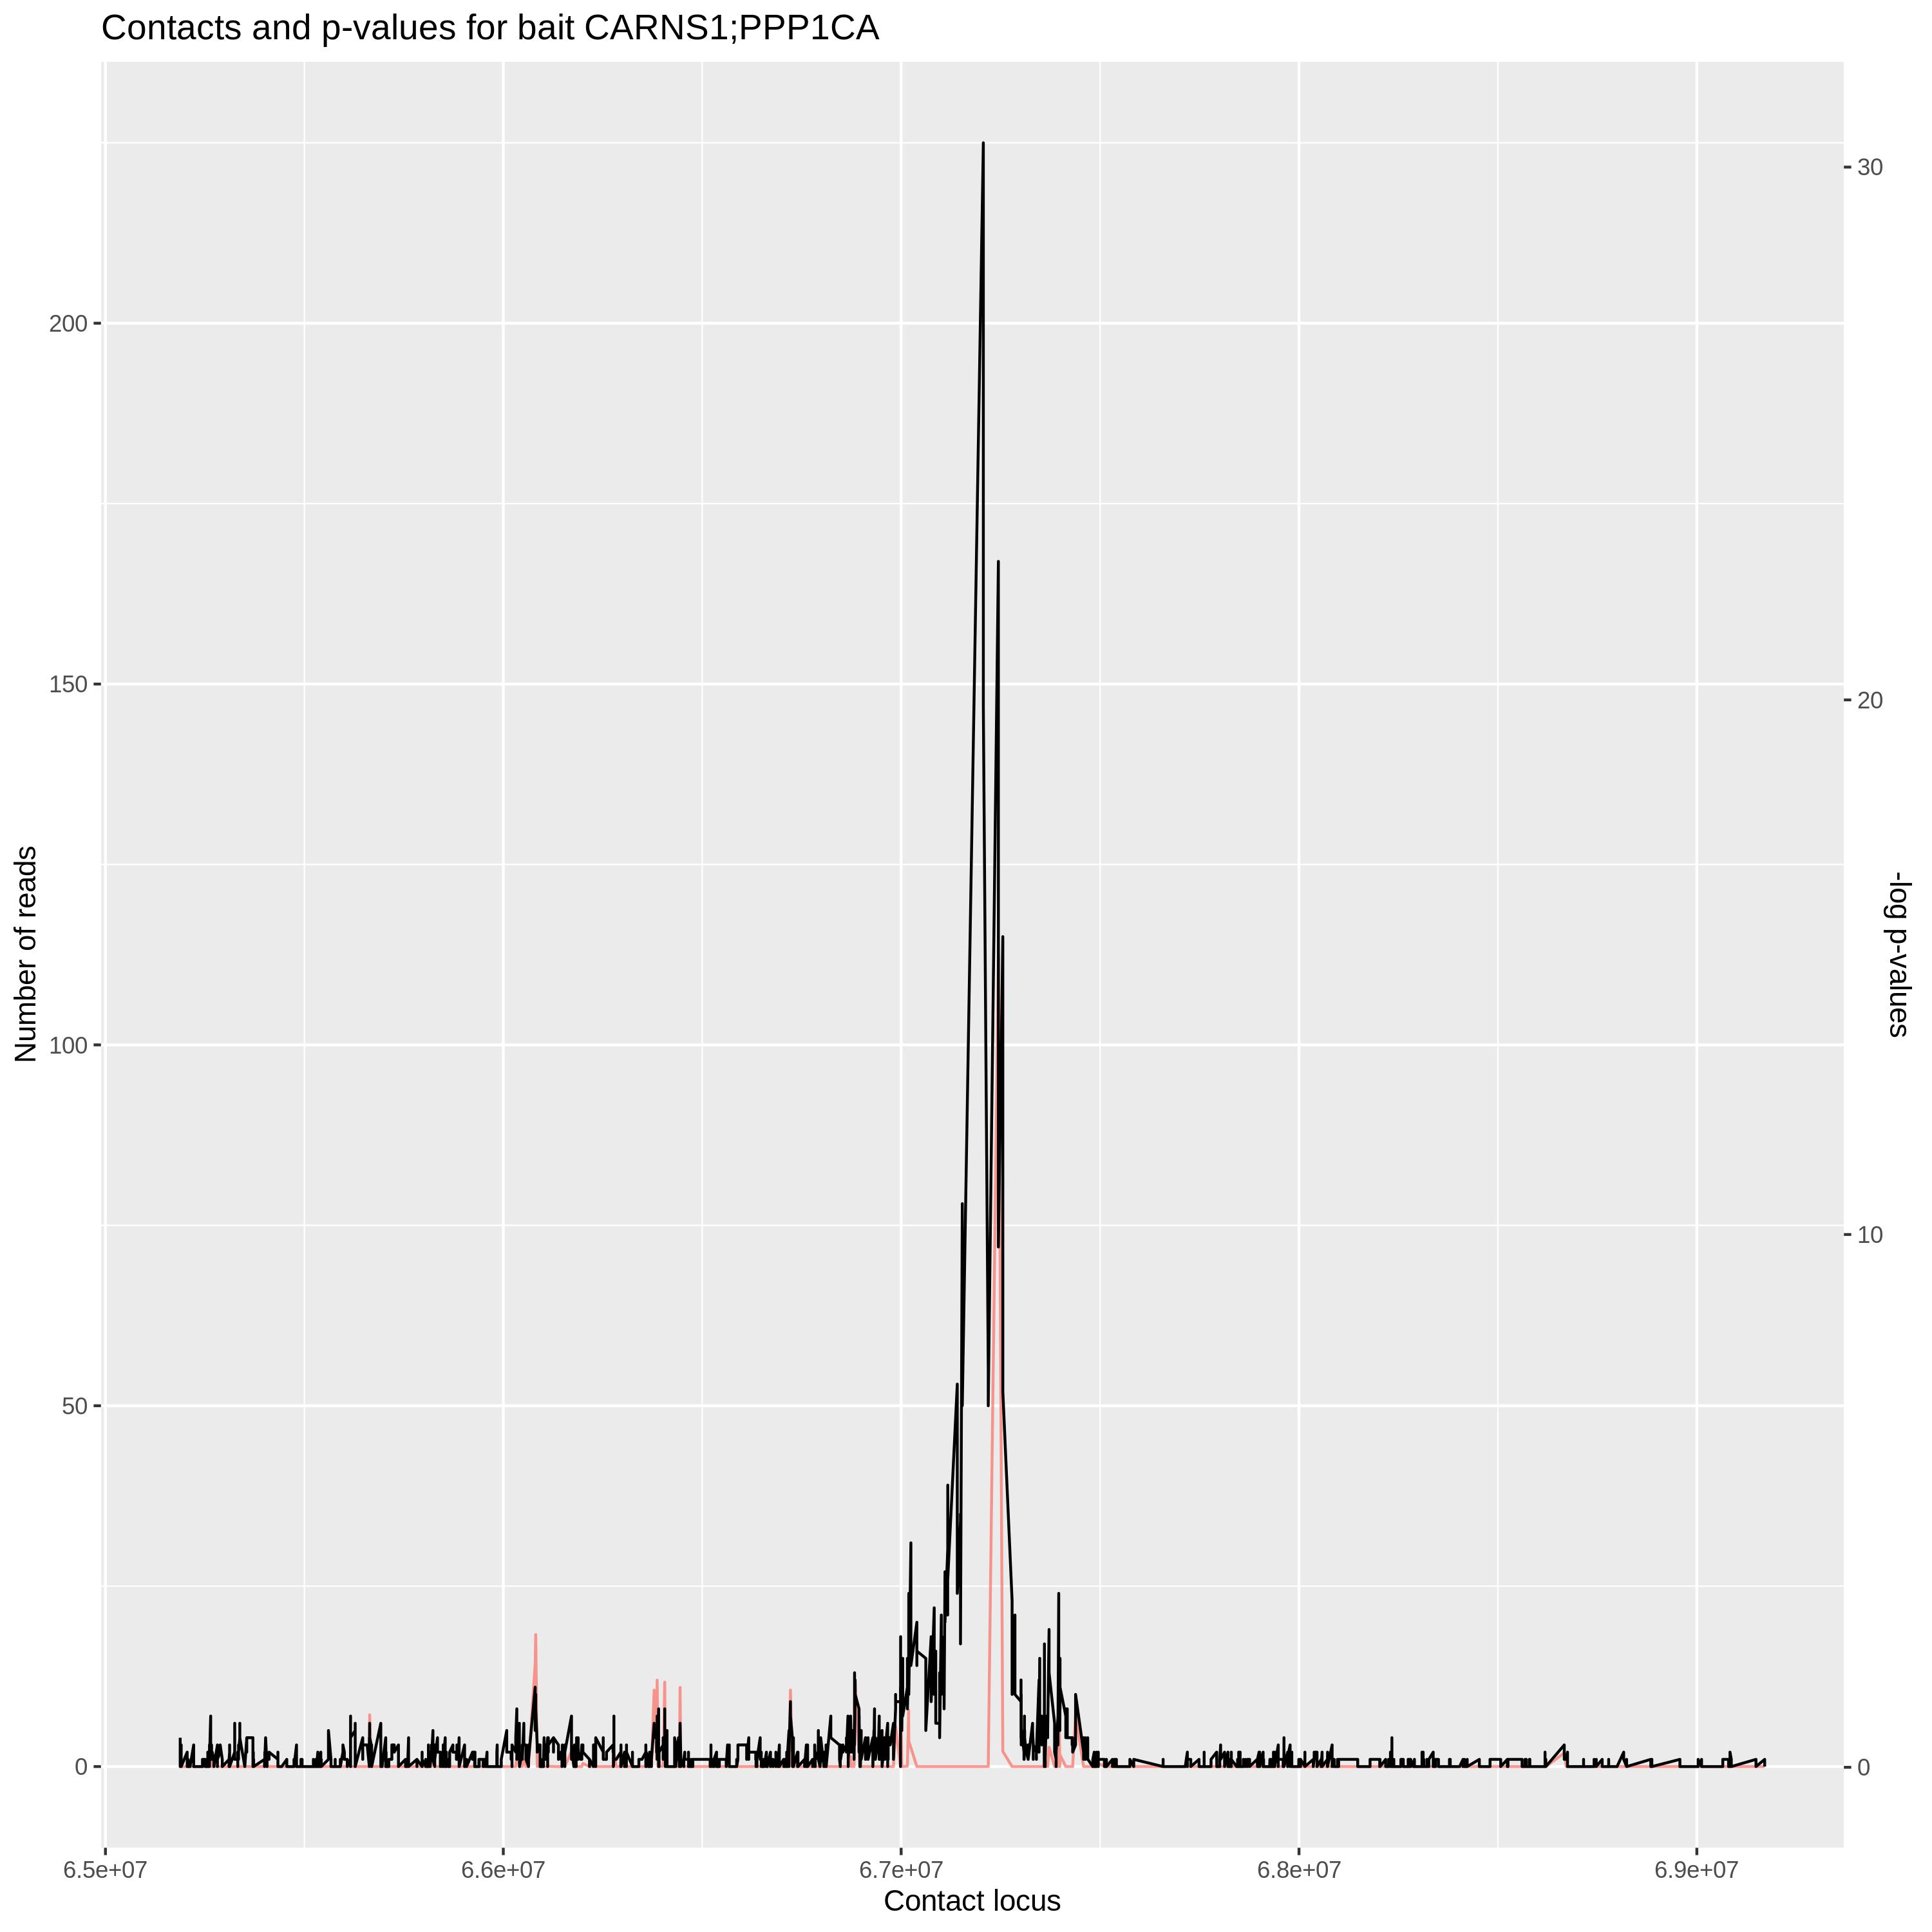 Contacts and p-values for bait CARNS1;PPP1CA
30
200
20
150
Number of reads
-log p-values
100
10
50
0
0
6.5e+07
6.6e+07
6.7e+07
6.8e+07
6.9e+07
Contact locus